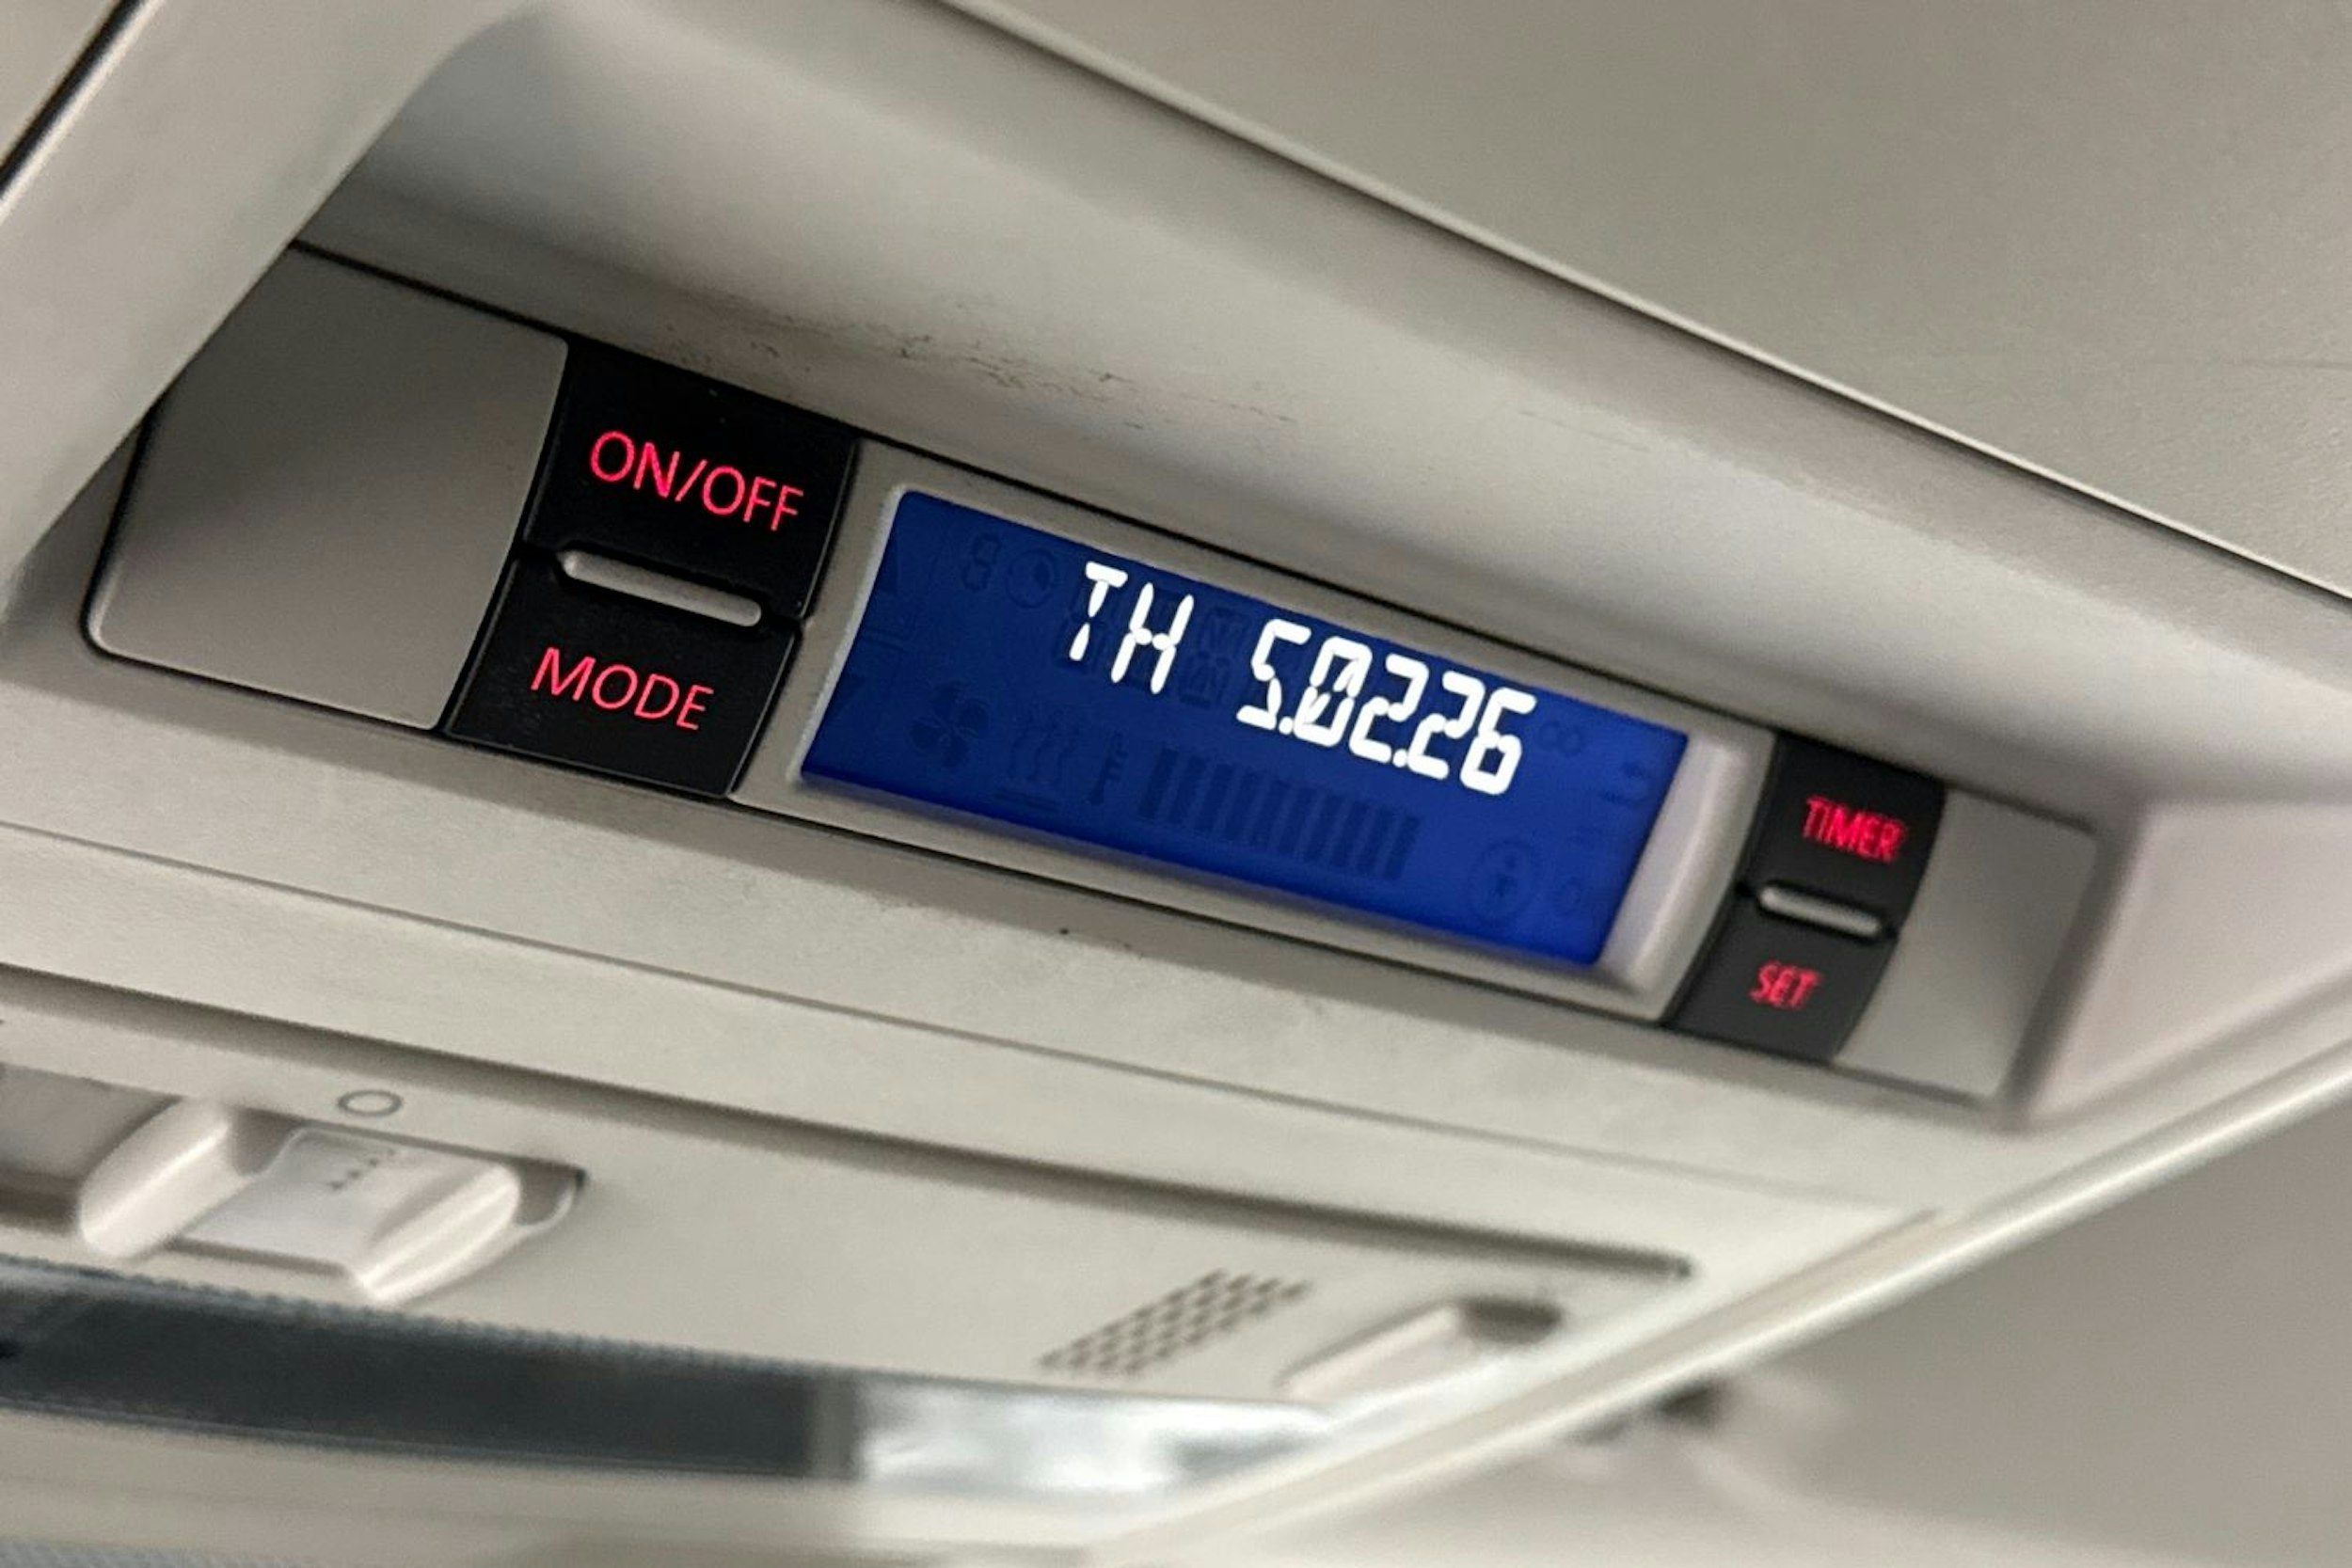 ON/OFF
MODE
TH 5.02.26
TIMER
SET